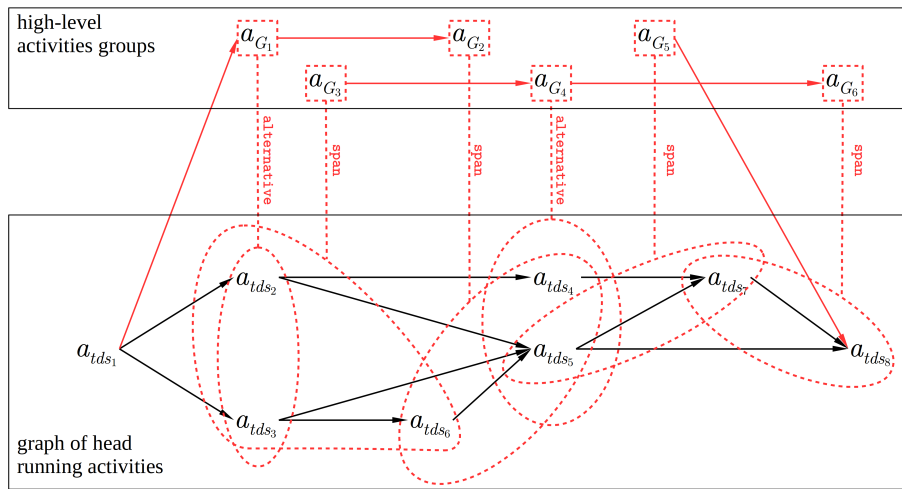 high-level
activities groups
a_{G_1}
a_{G_2}
a_{G_5}
a_{G_3}
a_{G_4}
a_{G_6}
alternative
span
span
alternative
span
span
a_{tds_2}
a_{tds_4}
a_{tds_7}
a_{tds_1}
a_{tds_5}
a_{tds_8}
a_{tds_3}
a_{tds_6}
graph of head
running activities